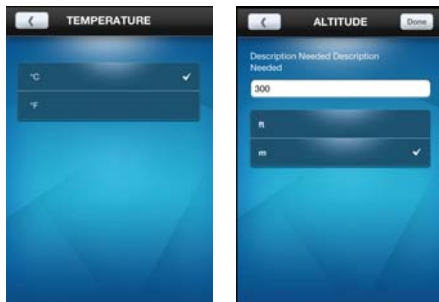 TEMPERATURE
°C
°F
ALTITUDE
Done
Description Needed Description
Needed
300
ft
m